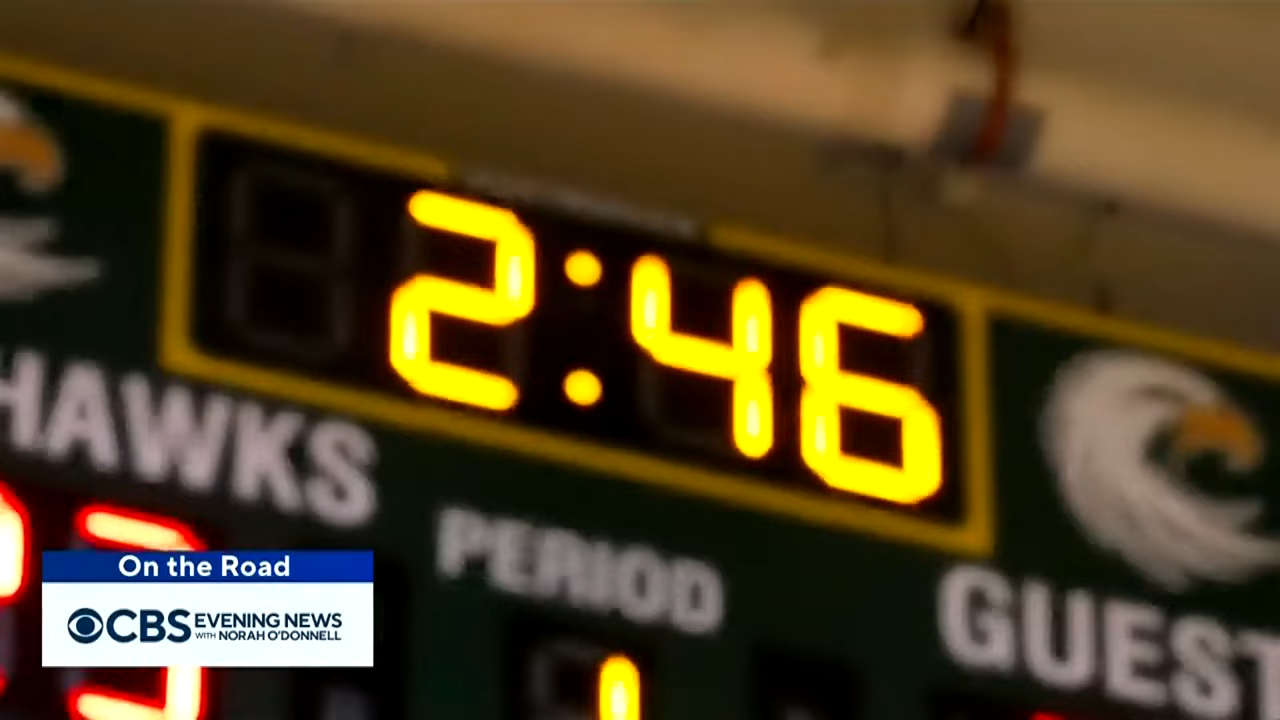 2:46
HAWKS
PERIOD
1
GUEST
On the Road
CBS EVENING NEWS
WITH NORAH O'DONNELL